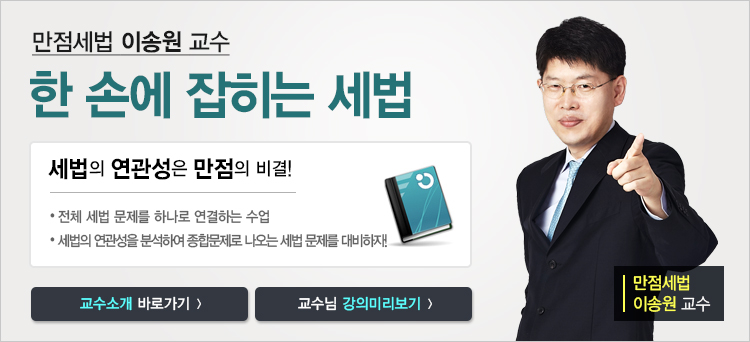 만점세법 이송원 교수
한 손에 잡히는 세법
세법의 연관성은 만점의 비결!
• 전체 세법 문제를 하나로 연결하는 수업
• 세법의 연관성을 분석하여 종합문제로 나오는 세법 문제를 대비하자!
교수소개 바로가기 >
교수님 강의미리보기 >
만점세법
이송원 교수